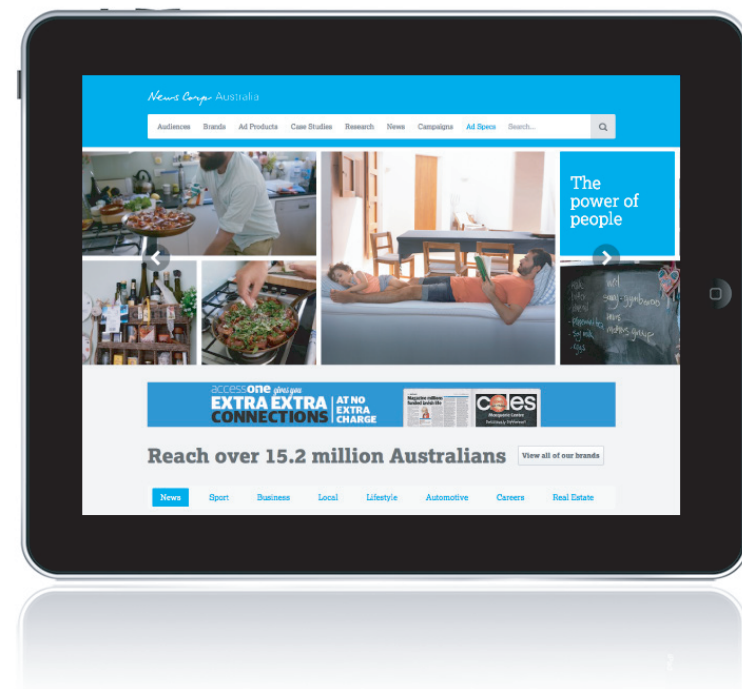 News Corp Australia
Audiences Brands Ad Products Case Studies Research News Campaigns Ad Specs Search...
The
power of
people
accessone gives you
EXTRA EXTRA
CONNECTIONS
AT NO
EXTRA
CHARGE
coles
Reach over 15.2 million Australians
View all of our brands
News Sport Business Local Lifestyle Automotive Careers Real Estate